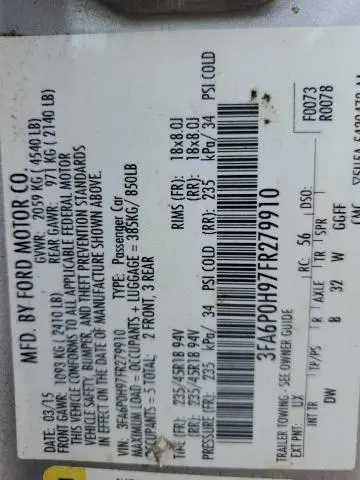 MFD. BY FORD MOTOR CO.
03/15
GVWR: 2059 KG ( 4540 LB)
FRONT GAWR: 1093 KG ( 2410 LB)
REAR GAWR: 971 KG ( 2140 LB)
THIS VEHICLE CONFORMS TO ALL APPLICABLE FEDERAL MOTOR
VEHICLE SAFETY, BUMPER, AND THEFT PREVENTION STANDARDS
IN EFFECT ON THE DATE OF MANUFACTURE SHOWN ABOVE.
VIN: 3FA6P0H97FR279910
TYPE: Passenger Car
MAXIMUM LOAD = OCCUPANTS + LUGGAGE = 385KG/ 850LB
OCCUPANTS = 5 TOTAL: 2 FRONT, 3 REAR
TIRE (FR): 235/45R18 94V
RIMS (FR): 18x8.0J
TIRE (RR): 235/45R18 94V
(RR): 18x8.0J
PRESSURE (FR): 235 kPa/ 34 PSI COLD
(RR): 235 kPa/ 34 PSI COLD
3FA6P0H97FR279910
TRAILER TOWING- SEE OWNER GUIDE
F0073
R0078
EXT PNT: UX
RC: 56
DSO:
INT TR
TP/PS
R
AXLE
TR
SPR
DW
B
32
W
GGFF